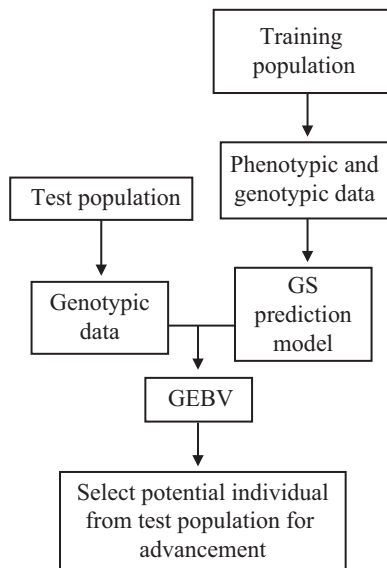 Training
population
Phenotypic and
genotypic data
Test population
Genotypic
data
GS
prediction
model
GEBV
Select potential individual
from test population for
advancement